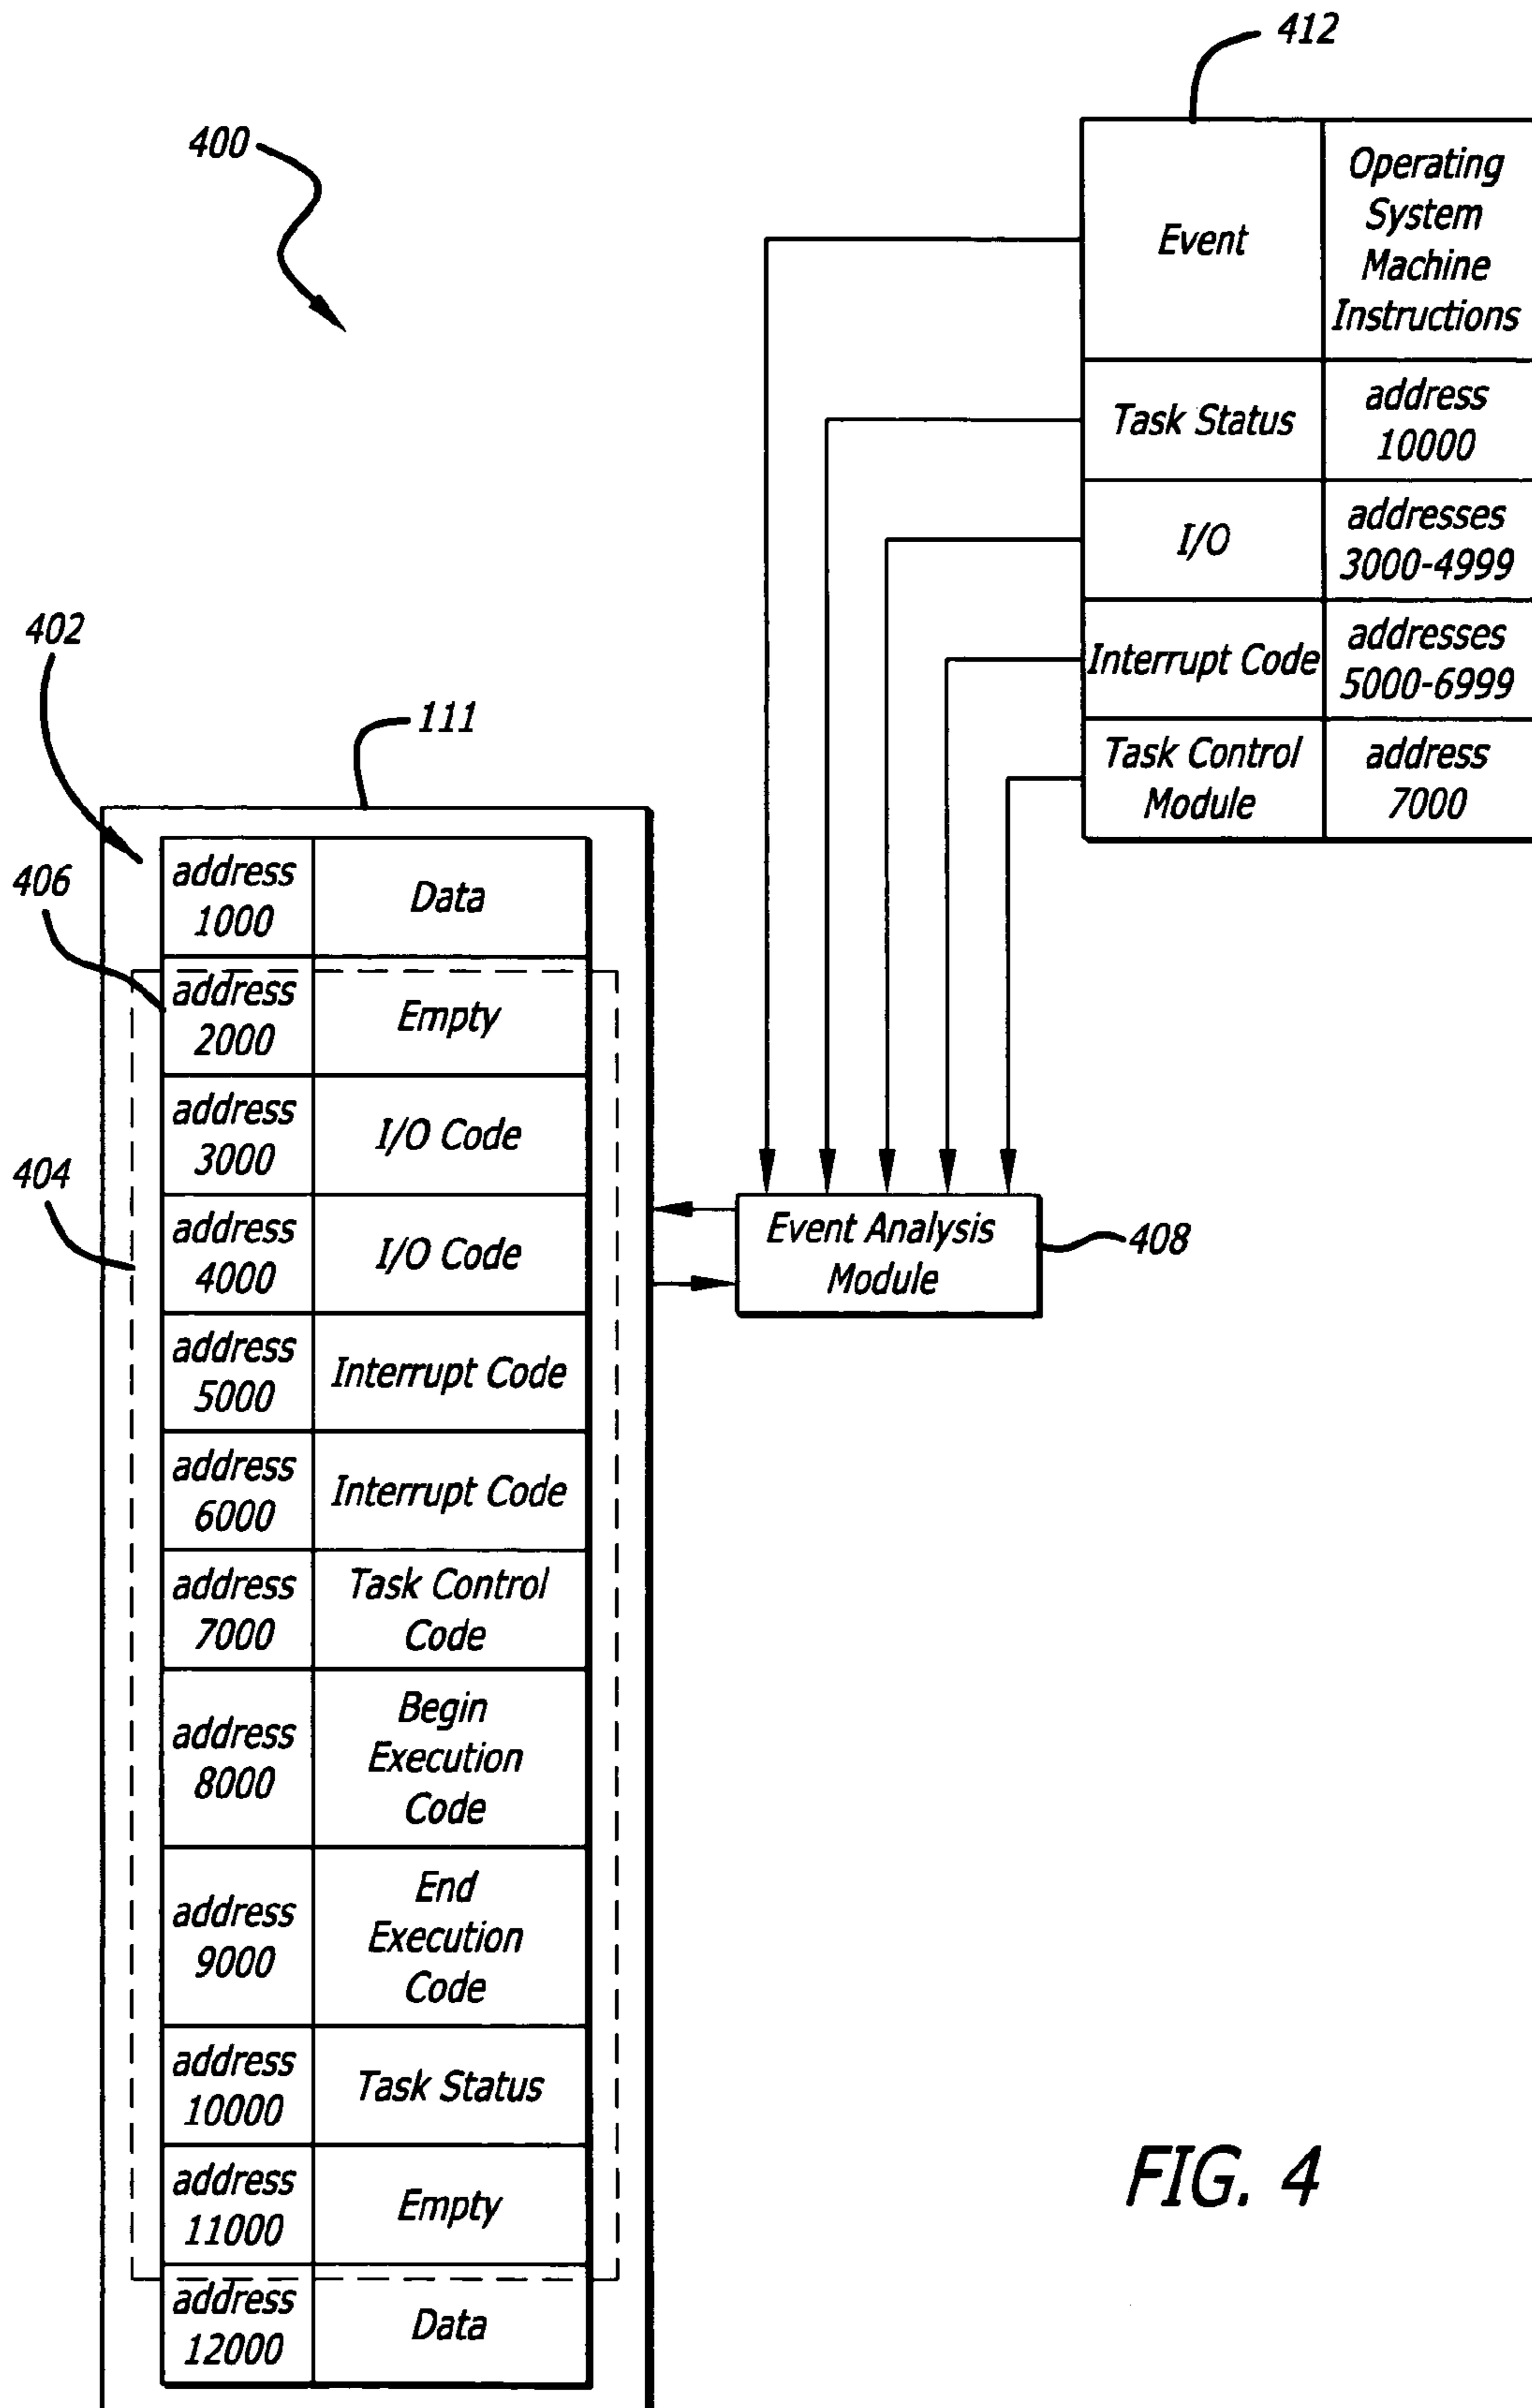 412
400
Event
Operating
System
Machine
Instructions
Task Status
address
10000
I/O
addresses
3000-4999
Interrupt Code
addresses
5000-6999
Task Control
Module
address
7000
402
111
406
404
address
1000
Data
address
2000
Empty
address
3000
I/O Code
address
4000
I/O Code
address
5000
Interrupt Code
address
6000
Interrupt Code
address
7000
Task Control
Code
address
8000
Begin
Execution
Code
address
9000
End
Execution
Code
address
10000
Task Status
address
11000
Empty
address
12000
Data
Event Analysis
Module
408
FIG. 4